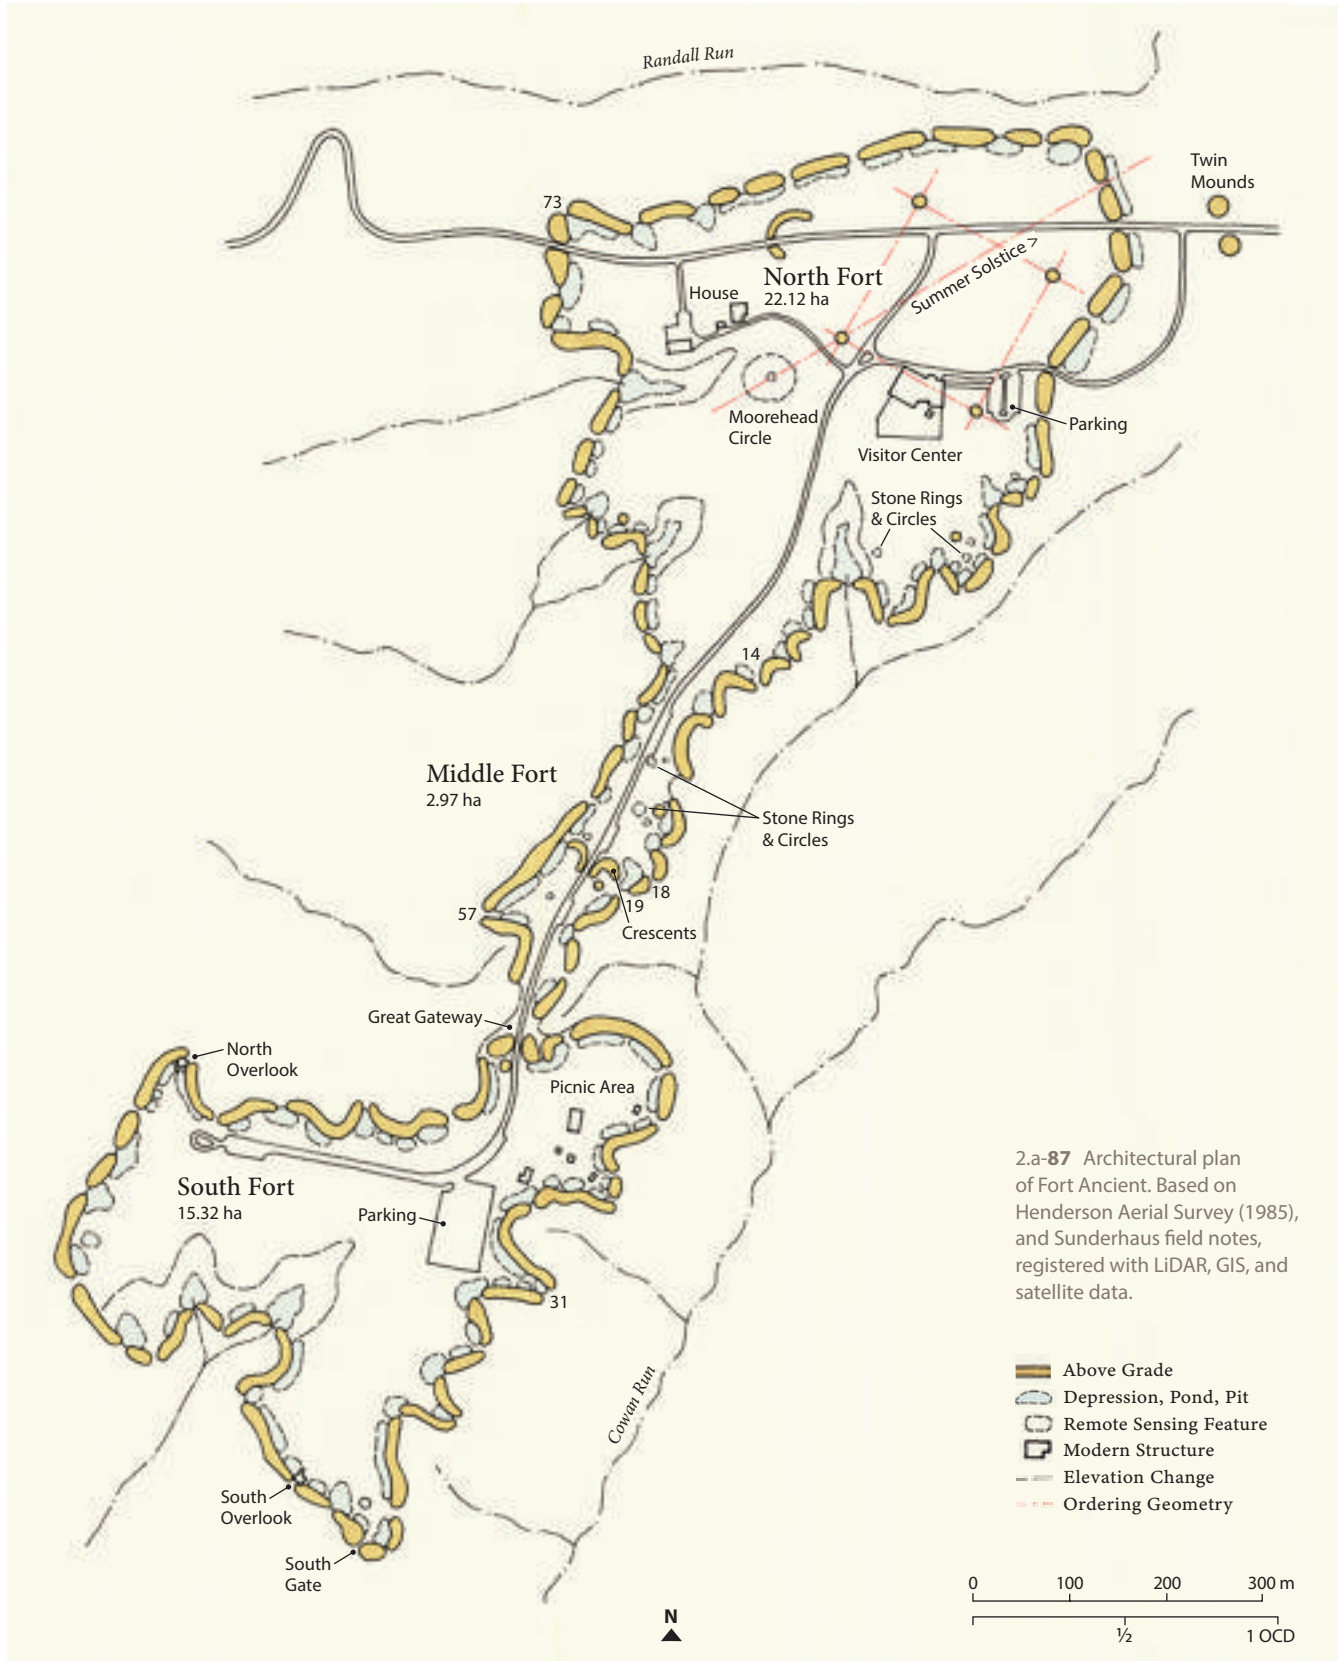 Randall Run
Twin
Mounds
73
North Fort
22.12 ha
House
Summer Solstice >
Moorehead
Circle
Parking
Visitor Center
Stone Rings
& Circles
14
Middle Fort
2.97 ha
Stone Rings
& Circles
18
19
57
Crescents
Great Gateway
North
Overlook
Picnic Area
South Fort
15.32 ha
Parking
31
Cowan Run
South
Overlook
South
Gate
2.a-87 Architectural plan
of Fort Ancient. Based on
Henderson Aerial Survey (1985),
and Sunderhaus field notes,
registered with LiDAR, GIS, and
satellite data.
Above Grade
Depression, Pond, Pit
Remote Sensing Feature
Modern Structure
Elevation Change
Ordering Geometry
0 100 200 300 m
½ 1 OCD
N